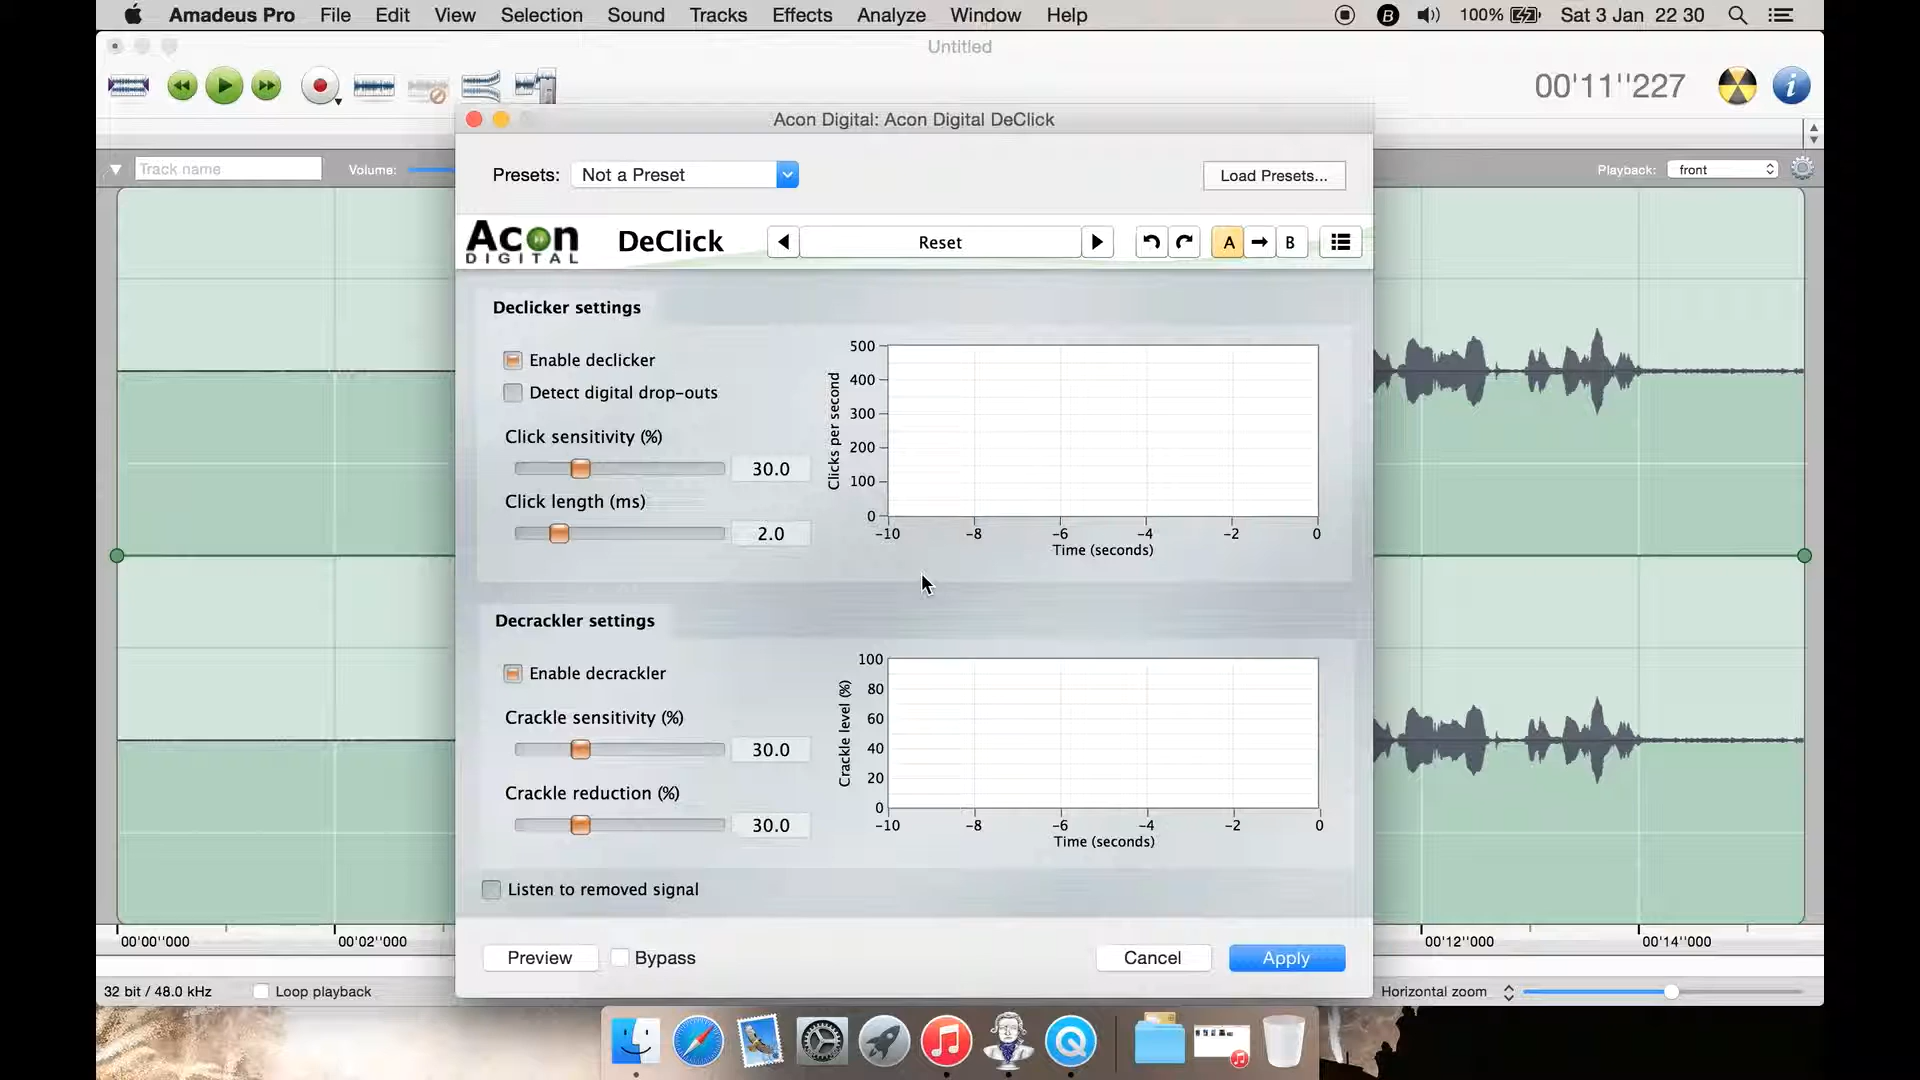 Amadeus Pro File Edit View Selection Sound Tracks Effects Analyze Window Help 100% Sat 3 Jan 22 30
Untitled
00'11''227
Acon Digital: Acon Digital DeClick
Track name Volume: Presets: Not a Preset Load Presets... Playback: front
Acon DIGITAL DeClick Reset A B
Declicker settings
Enable declicker
Detect digital drop-outs
Click sensitivity (%)
30.0
Click length (ms)
2.0
Clicks per second
500
400
300
200
100
0
-10 -8 -6 -4 -2 0
Time (seconds)
Decrackler settings
Enable decrackler
Crackle sensitivity (%)
30.0
Crackle reduction (%)
30.0
Crackle level (%)
100
80
60
40
20
0
-10 -8 -6 -4 -2 0
Time (seconds)
Listen to removed signal
00'00''000 00'02''000 00'12''000 00'14''000
Preview Bypass Cancel Apply
32 bit / 48.0 kHz Loop playback Horizontal zoom